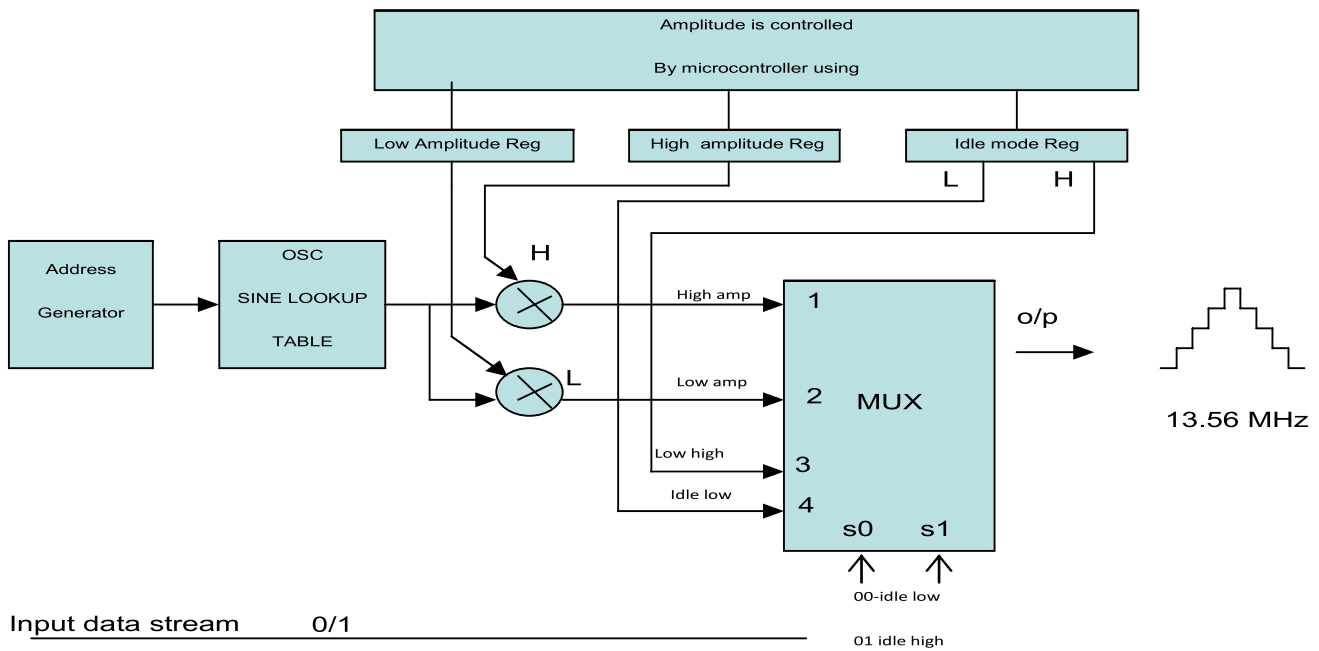 Amplitude is controlled
By microcontroller using
Low Amplitude Reg
High amplitude Reg
Idle mode Reg
L
H
Address
Generator
OSC
SINE LOOKUP
TABLE
H
L
High amp
Low amp
Low high
Idle low
1
2
3
4
MUX
s0 s1
o/p
13.56 MHz
00-idle low
01 idle high
Input data stream 0/1